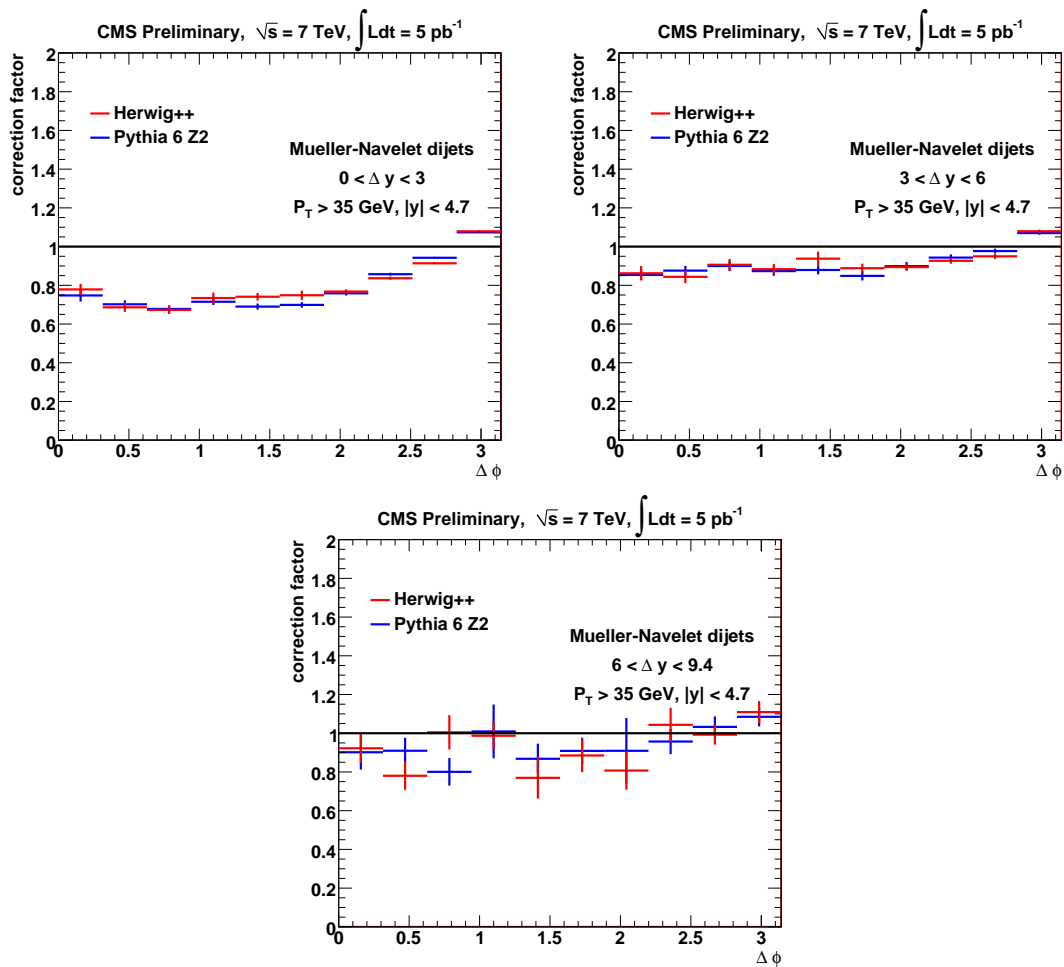 CMS Preliminary, √s = 7 TeV, ∫Ldt = 5 pb⁻¹
correction factor
2
1.8
1.6
1.4
1.2
1
0.8
0.6
0.4
0.2
0
Herwig++
Pythia 6 Z2
Mueller-Navelet dijets
0 < Δ y < 3
P_T > 35 GeV, |y| < 4.7
0 0.5 1 1.5 2 2.5 3
Δ ϕ
CMS Preliminary, √s = 7 TeV, ∫Ldt = 5 pb⁻¹
correction factor
2
1.8
1.6
1.4
1.2
1
0.8
0.6
0.4
0.2
0
Herwig++
Pythia 6 Z2
Mueller-Navelet dijets
3 < Δ y < 6
P_T > 35 GeV, |y| < 4.7
0 0.5 1 1.5 2 2.5 3
Δ ϕ
CMS Preliminary, √s = 7 TeV, ∫Ldt = 5 pb⁻¹
correction factor
2
1.8
1.6
1.4
1.2
1
0.8
0.6
0.4
0.2
0
Herwig++
Pythia 6 Z2
Mueller-Navelet dijets
6 < Δ y < 9.4
P_T > 35 GeV, |y| < 4.7
0 0.5 1 1.5 2 2.5 3
Δ ϕ